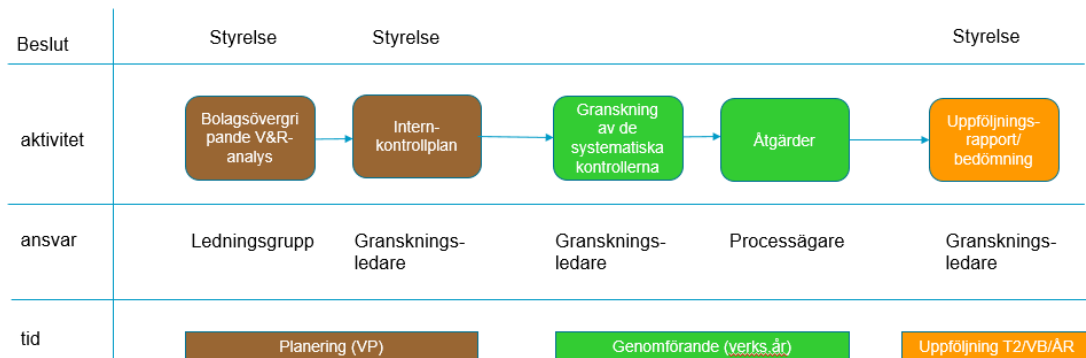 Beslut
Styrelse
Styrelse
Styrelse
aktivitet
Bolagsövergri
pande V&R-
analys
Intern-
kontrollplan
Granskning
av de
systematiska
kontrollerna
Åtgärder
Uppföljnings-
rapport/
bedömning
ansvar
Ledningsgrupp
Gransknings-
ledare
Gransknings-
ledare
Processägare
Gransknings-
ledare
tid
Planering (VP)
Genomförande (verks.år)
Uppföljning T2/VB/ÅR